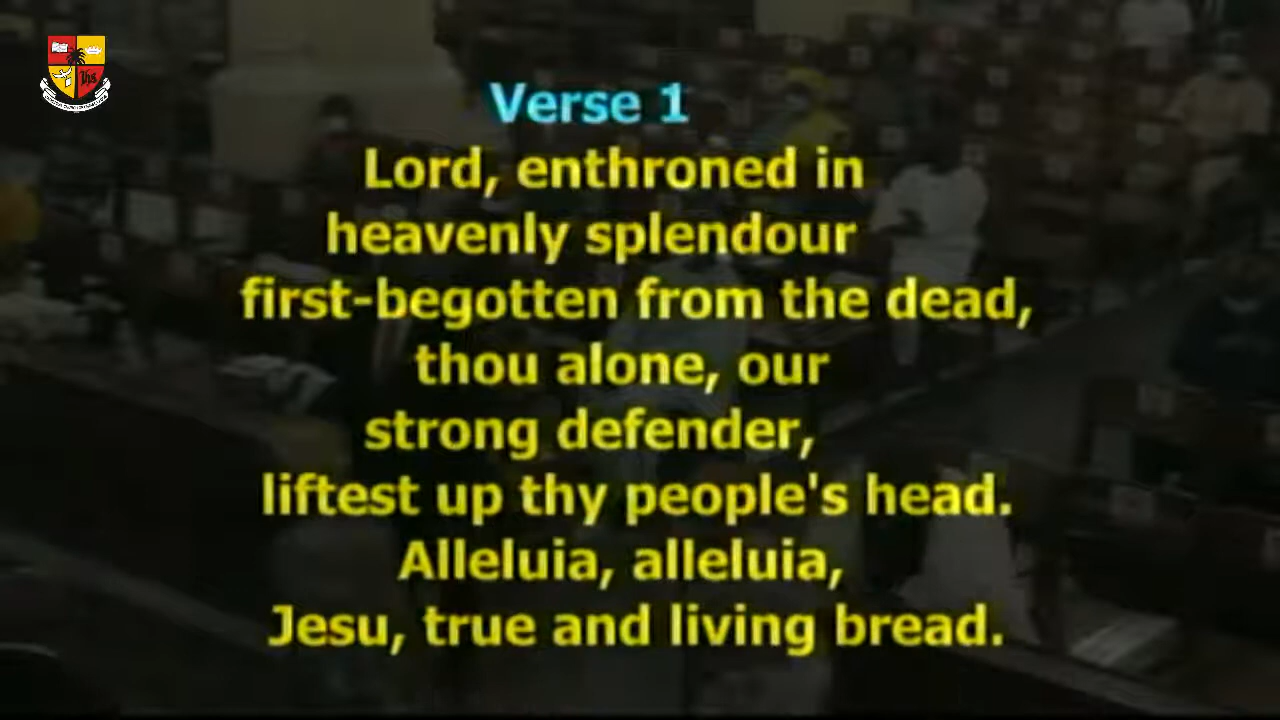 Verse 1
Lord, enthroned in
heavenly splendour
first-begotten from the dead,
thou alone, our
strong defender,
liftest up thy people's head.
Alleluia, alleluia,
Jesu, true and living bread.